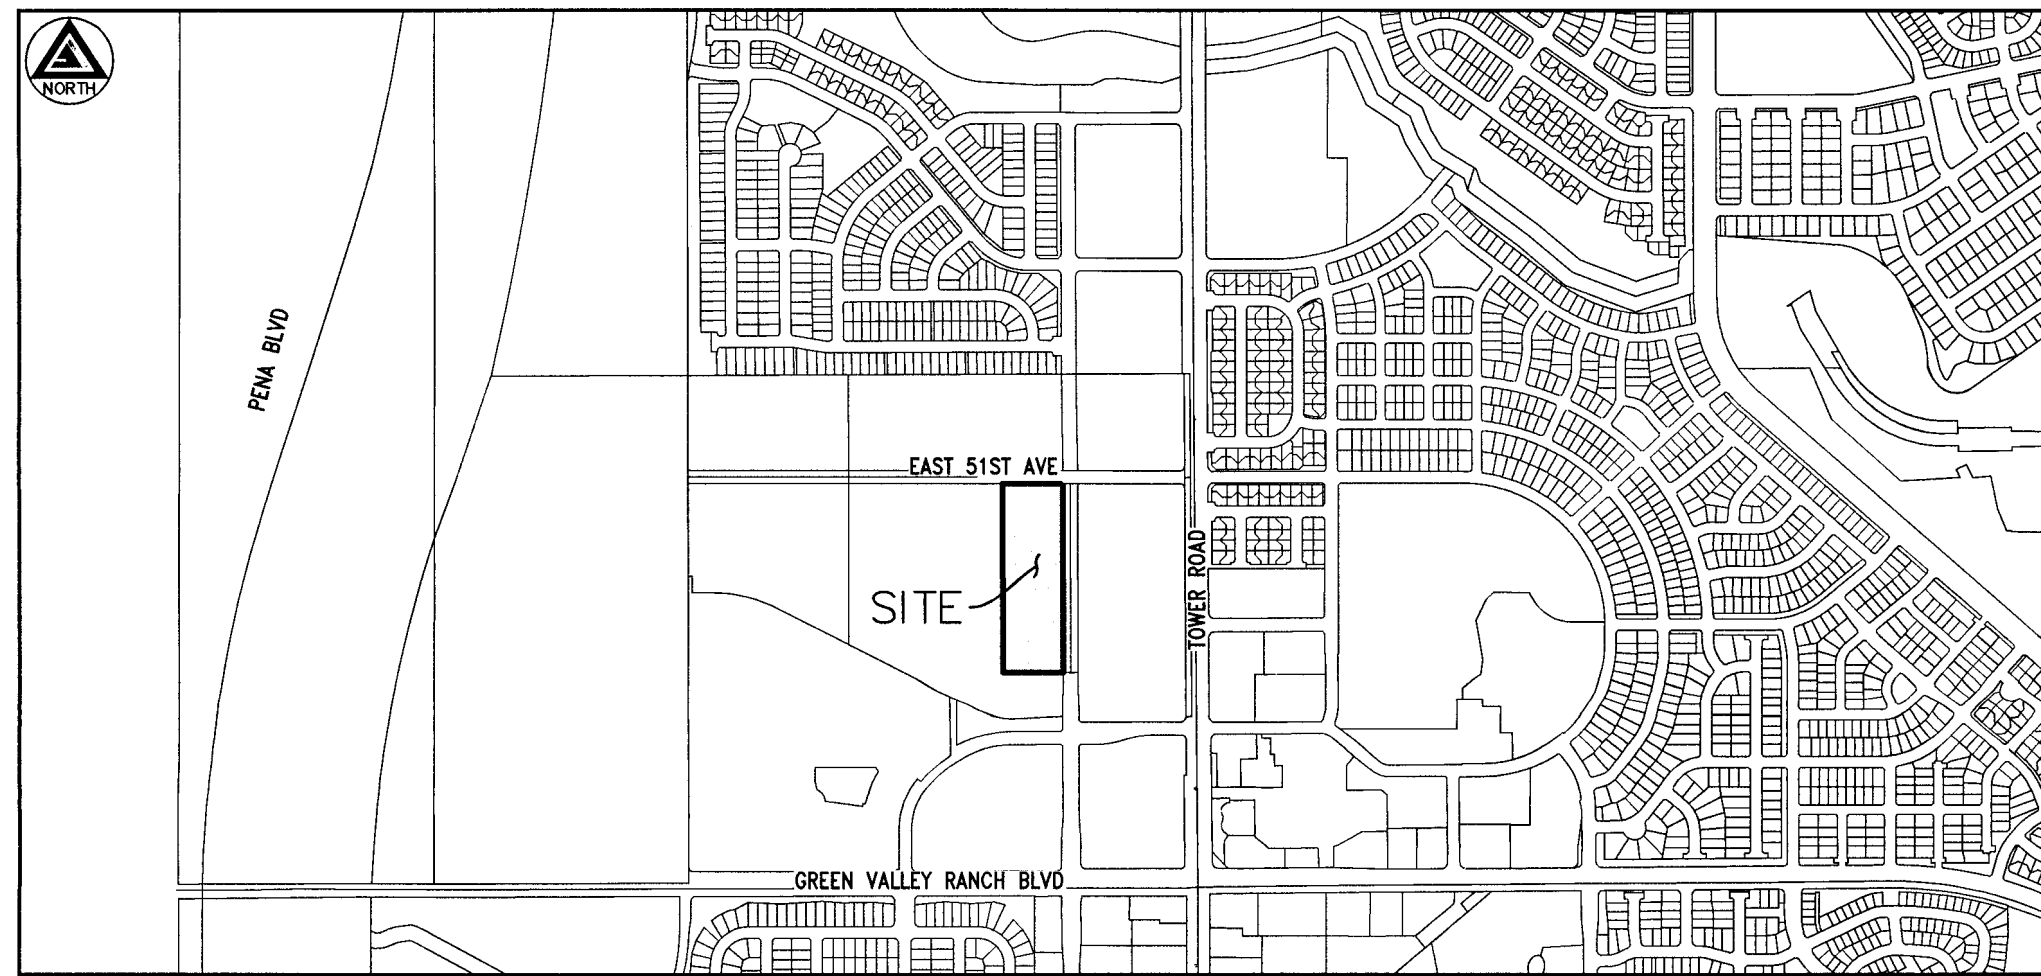 NORTH
PENA BLVD
EAST 51ST AVE
SITE
TOWER ROAD
GREEN VALLEY RANCH BLVD